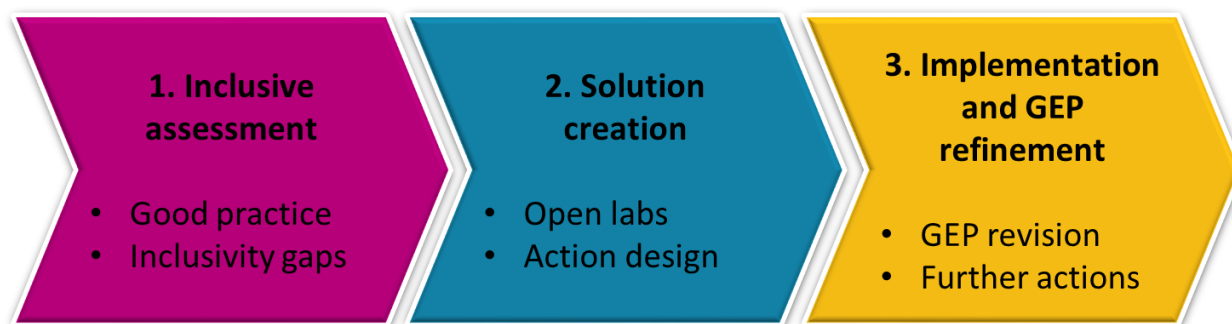 1. Inclusive
assessment
• Good practice
• Inclusivity gaps
2. Solution
creation
• Open labs
• Action design
3. Implementation
and GEP
refinement
• GEP revision
• Further actions